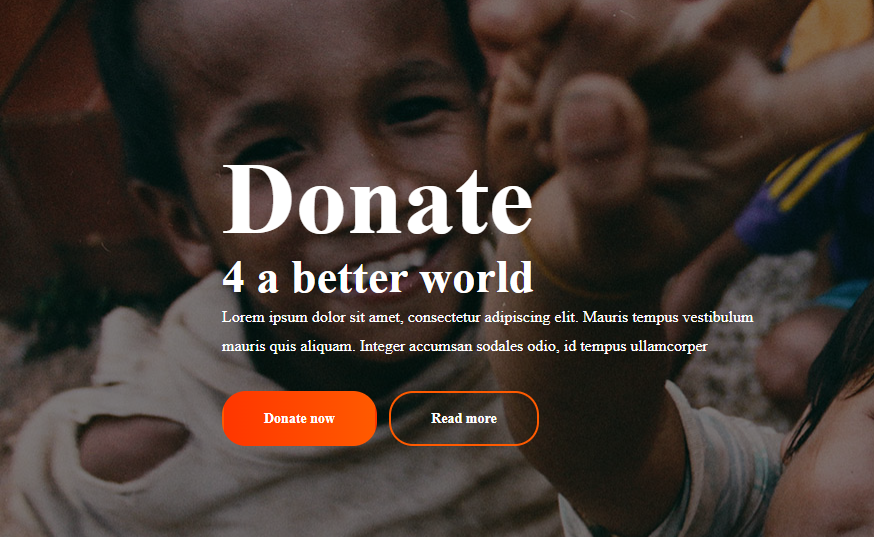 Donate
4 a better world
Lorem ipsum dolor sit amet, consectetur adipiscing elit. Mauris tempus vestibulum
mauris quis aliquam. Integer accumsan sodales odio, id tempus ullamcorper
Donate now
Read more